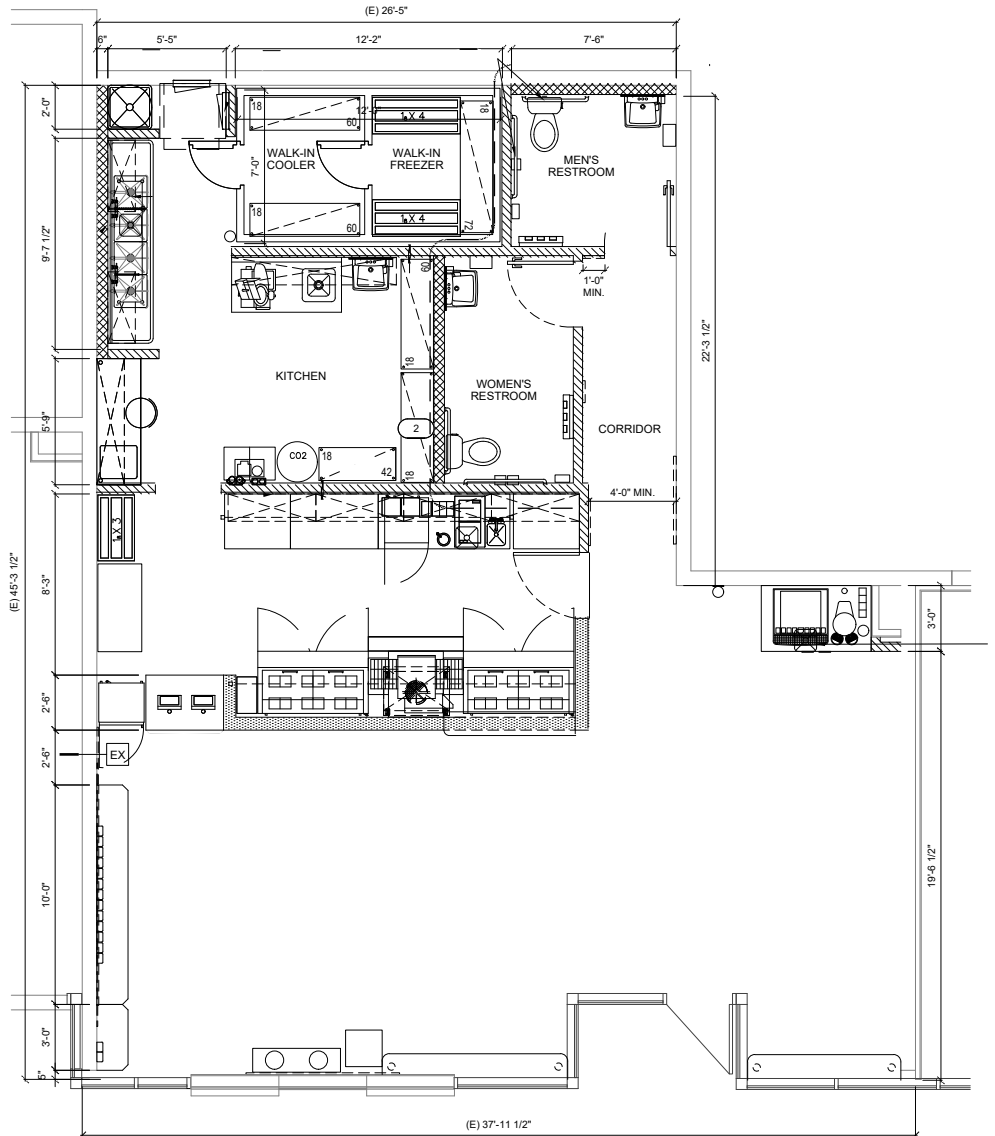 (E) 26'-5"
6"
5'-5"
12'-2"
7'-6"
2'-0"
18
60
1 X 4
18
WALK-IN
COOLER
WALK-IN
FREEZER
MEN'S
RESTROOM
7'-0"
9'-7 1/2"
18
60
1 X 4
72
60
1'-0"
MIN.
22'-3 1/2"
18
KITCHEN
WOMEN'S
RESTROOM
5'-9"
2
CORRIDOR
CO2
18
42
18
4'-0" MIN.
1 X 3
(E) 45'-3 1/2"
8'-3"
3'-0"
2'-6"
2'-6"
EX
10'-0"
19'-6 1/2"
3'-0"
5"
(E) 37'-11 1/2"